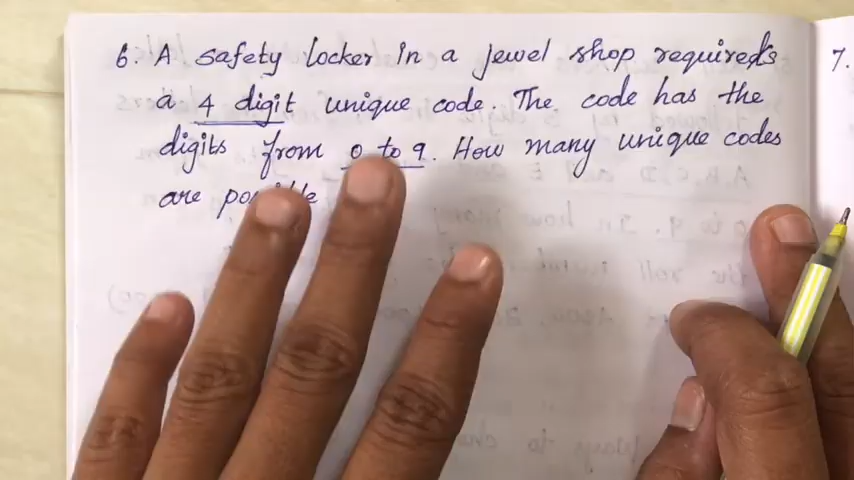 6. A safety locker in a jewel shop requires
a 4 digit unique code. The code has the
digits from 0 to 9. How many unique codes
are
7.